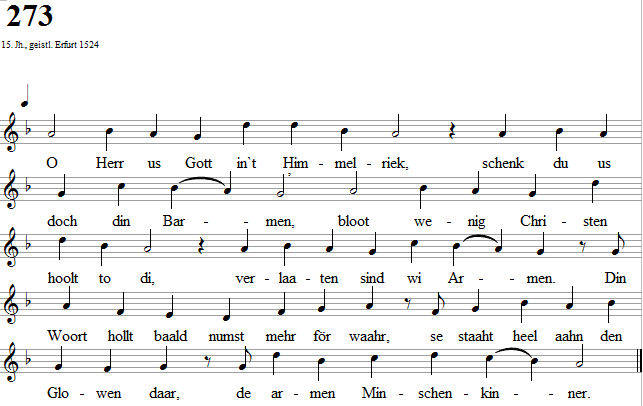 273
15. Jh., geistl. Erfurt 1524
O Herr us Gott in`t Him - mel - riek, schenk du us
doch din Bar - - men, bloot we - nig Chri - sten
hoolt to di, ver - laa - ten sind wi Ar - - men. Din
Woort hollt baald numst mehr för waahr, se staaht heel aahn den
Glo - wen daar, de ar - men Min - schen - kin - - ner.